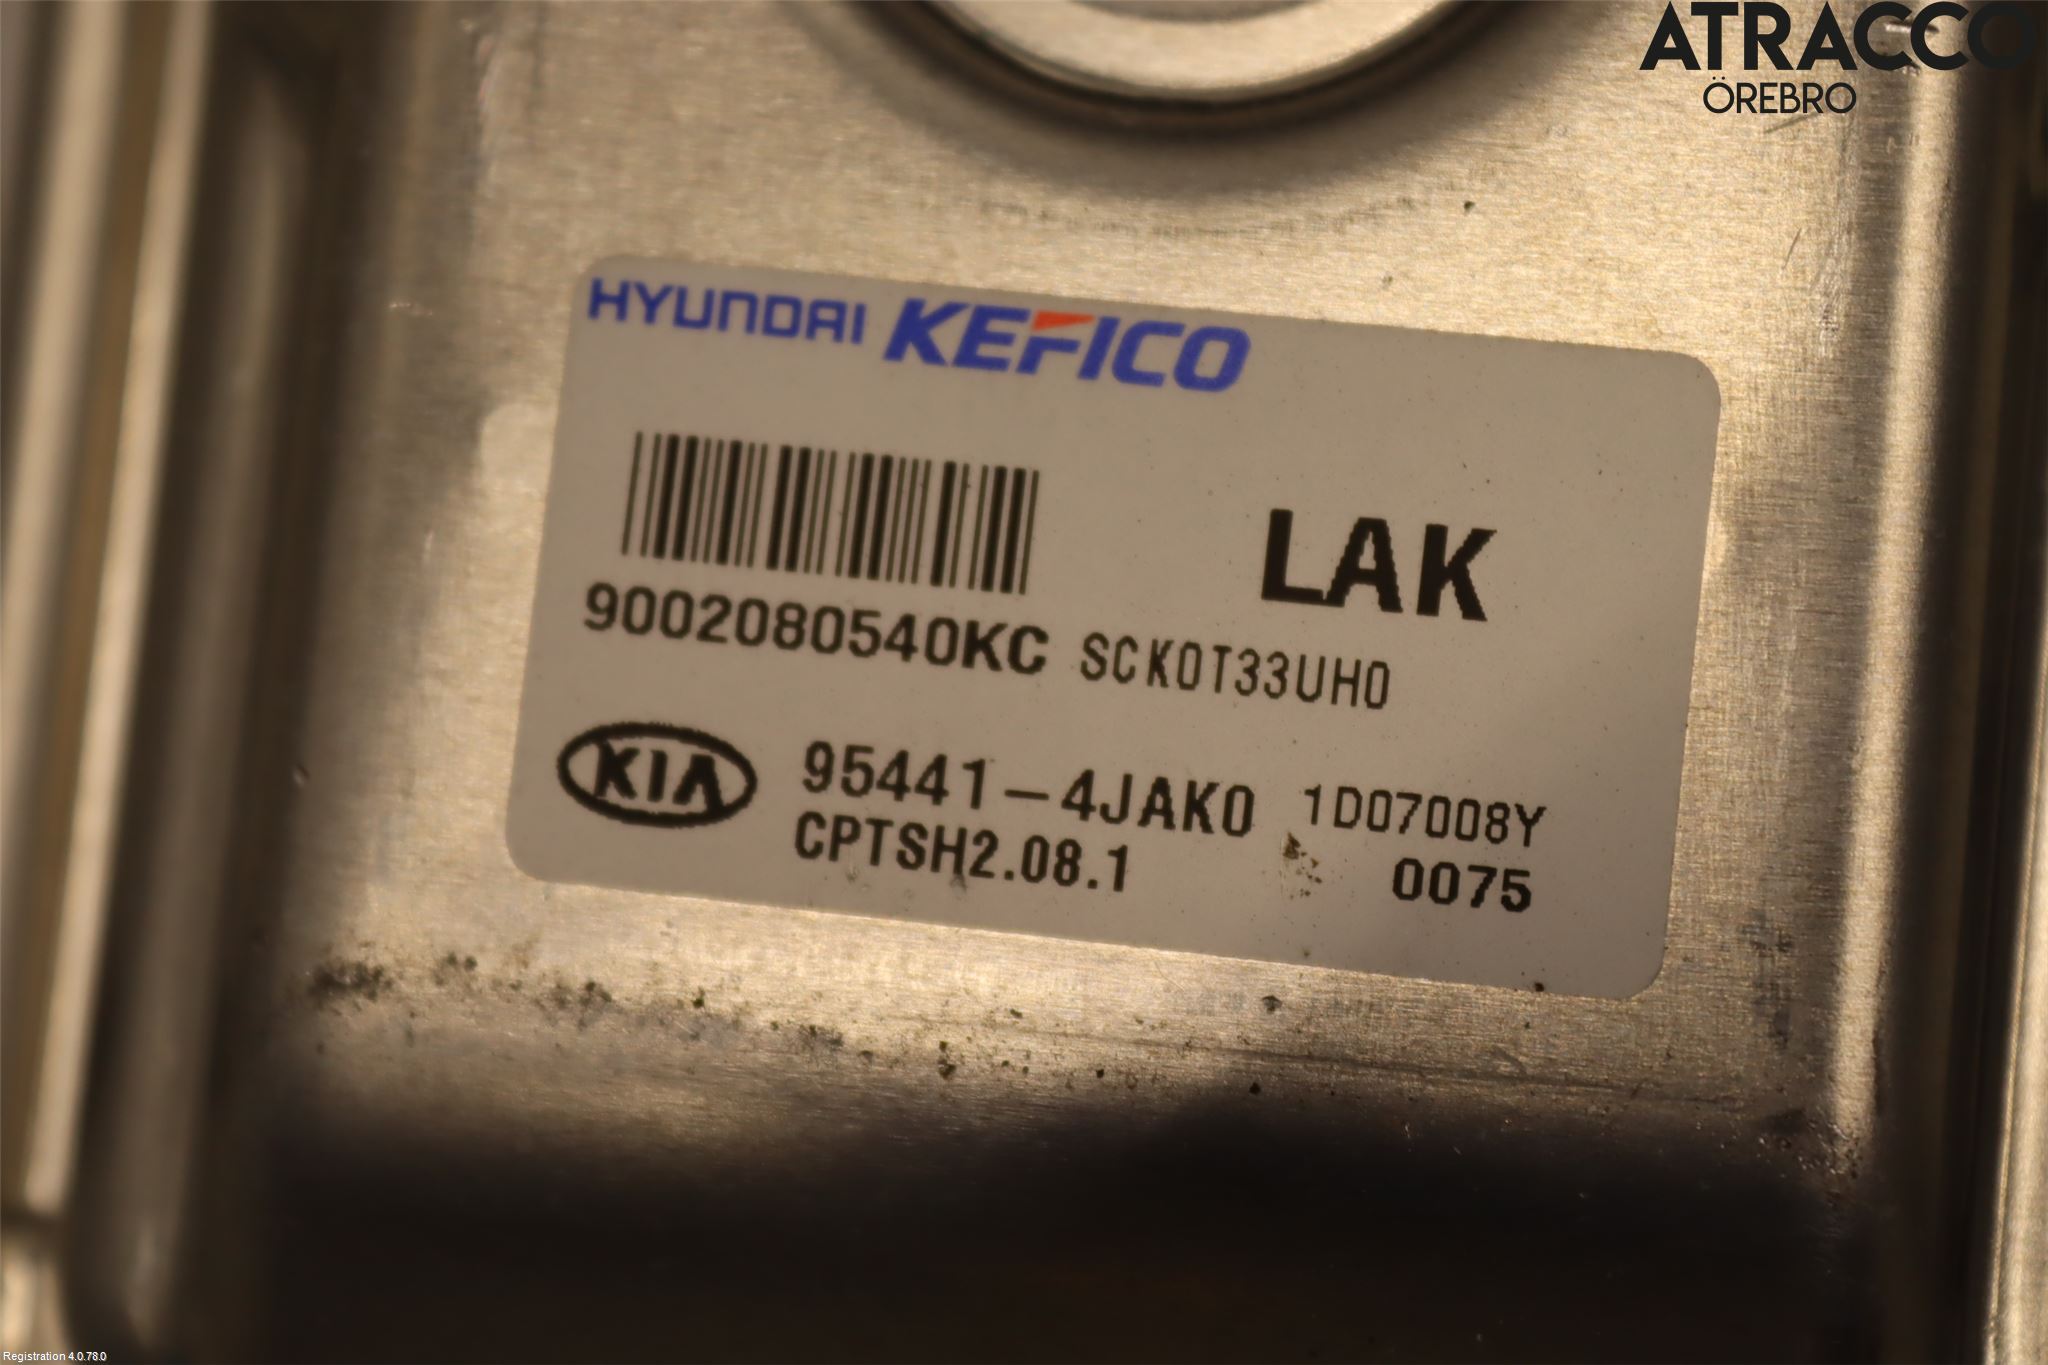 ATRACCO
ÖREBRO
HYUNDAI KEFICO
LAK
9002080540KC SCK0T33UH0
KIA 95441-4JAK0 1D07008Y
CPTSH2.08.1 0075
Registration 4.0.78.0